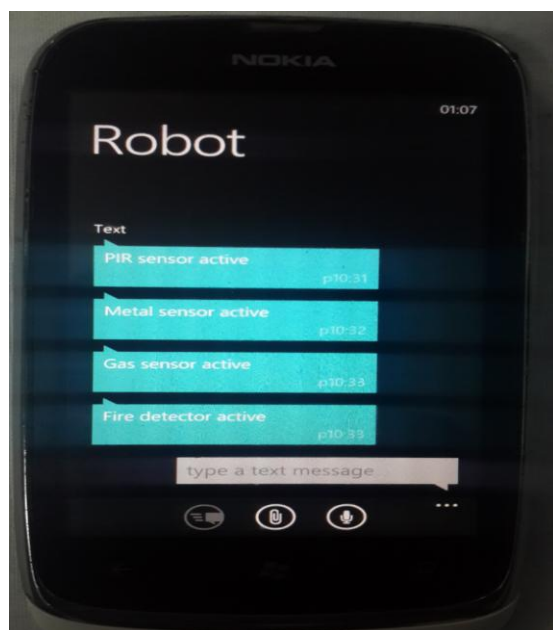 NOKIA
01:07
Robot
Text
PIR sensor active
p10:31
Metal sensor active
p10:32
Gas sensor active
p10:33
Fire detector active
p10:33
type a text message
...